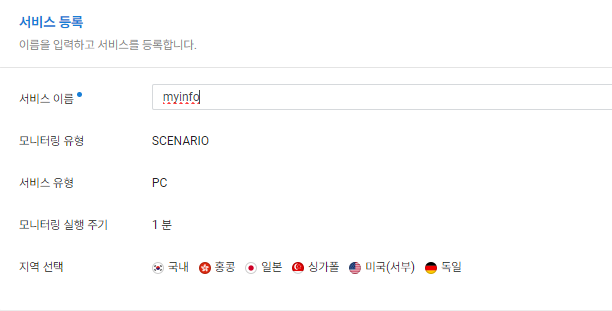 서비스 등록
이름을 입력하고 서비스를 등록합니다.
서비스 이름 myinfo
모니터링 유형 SCENARIO
서비스 유형 PC
모니터링 실행 주기 1 분
지역 선택 국내 홍콩 일본 싱가폴 미국(서부) 독일